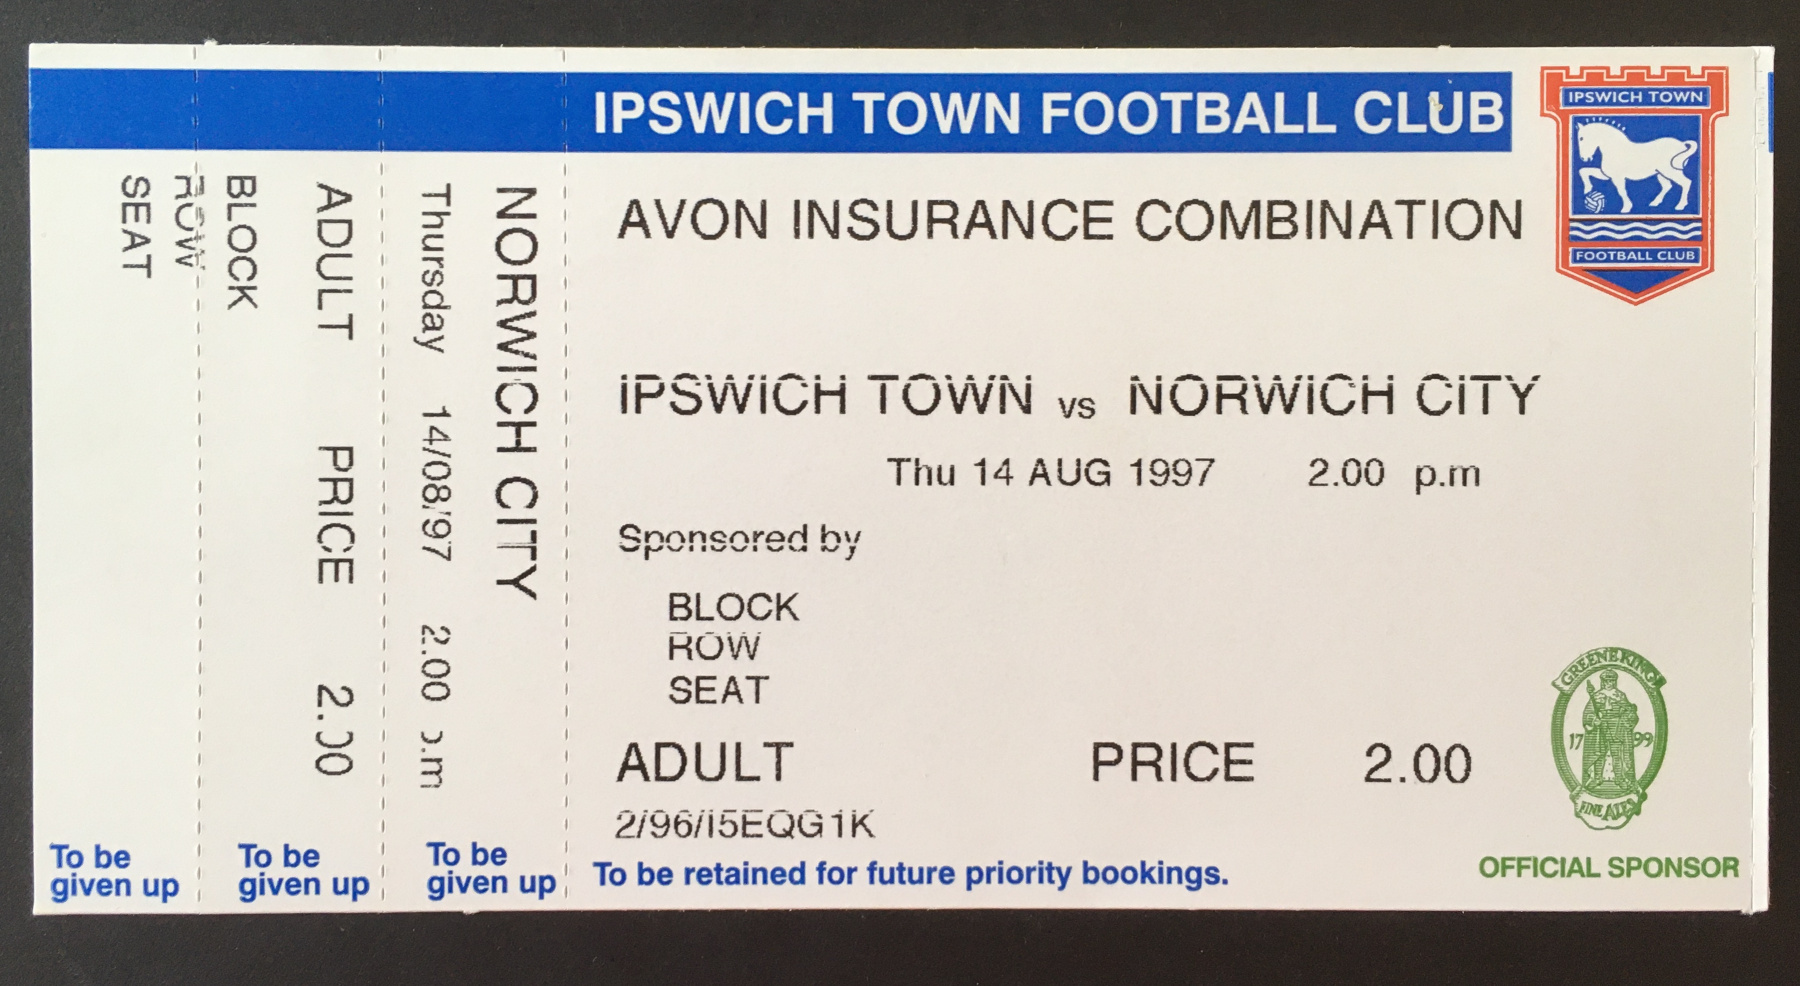 IPSWICH TOWN FOOTBALL CLUB
IPSWICH TOWN
FOOTBALL CLUB
AVON INSURANCE COMBINATION
IPSWICH TOWN vs NORWICH CITY
Thu 14 AUG 1997 2.00 p.m
Sponsored by
BLOCK
ROW
SEAT
ADULT PRICE 2.00
2/96/I5EQG1K
To be retained for future priority bookings.
GREENE KING
17 99
FINE ALES
OFFICIAL SPONSOR
NORWICH CITY
Thursday 14/08/97 2.00 p.m
To be
given up
ADULT PRICE 2.00
BLOCK
To be
given up
ROW
SEAT
To be
given up